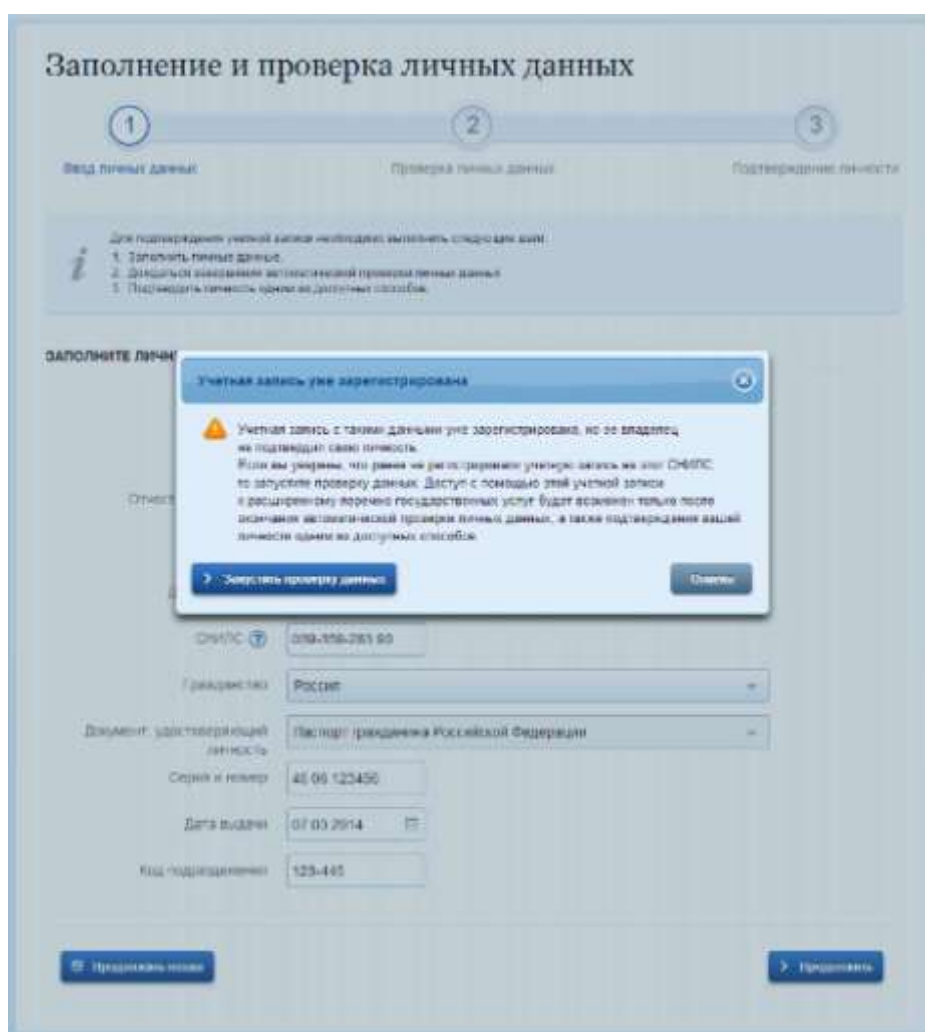 Заполнение и проверка личных данных
1 2 3
Ввод личных данных Проверка личных данных Подтверждение личности
Для подтверждения учетной записи необходимо выполнить следующие шаги:
1. Заполнить личные данные.
2. Дождаться завершения автоматической проверки личных данных
3. Подтвердить личность одним из доступных способов.
ЗАПОЛНИТЕ ЛИЧН
Учетная запись уже зарегистрирована
Учетная запись с такими данными уже зарегистрирована, но ее владелец
не подтвердил свою личность.
Если вы уверены, что ранее не регистрировали учетную запись на этот СНИЛС,
то запустите проверку данных. Доступ с помощью этой учетной записи
к расширенному перечню государственных услуг будет возможен только после
окончания автоматической проверки личных данных, а также подтверждения вашей
личности одним из доступных способов.
Отчест
Запустить проверку данных Отмена
СНИЛС ?
Гражданство Россия
Документ, удостоверяющий Паспорт гражданина Российской Федерации
личность
Серия и номер 46 06 123456
Дата выдачи 07.03.2014
Код подразделения 123-445
Продолжить позже Продолжить